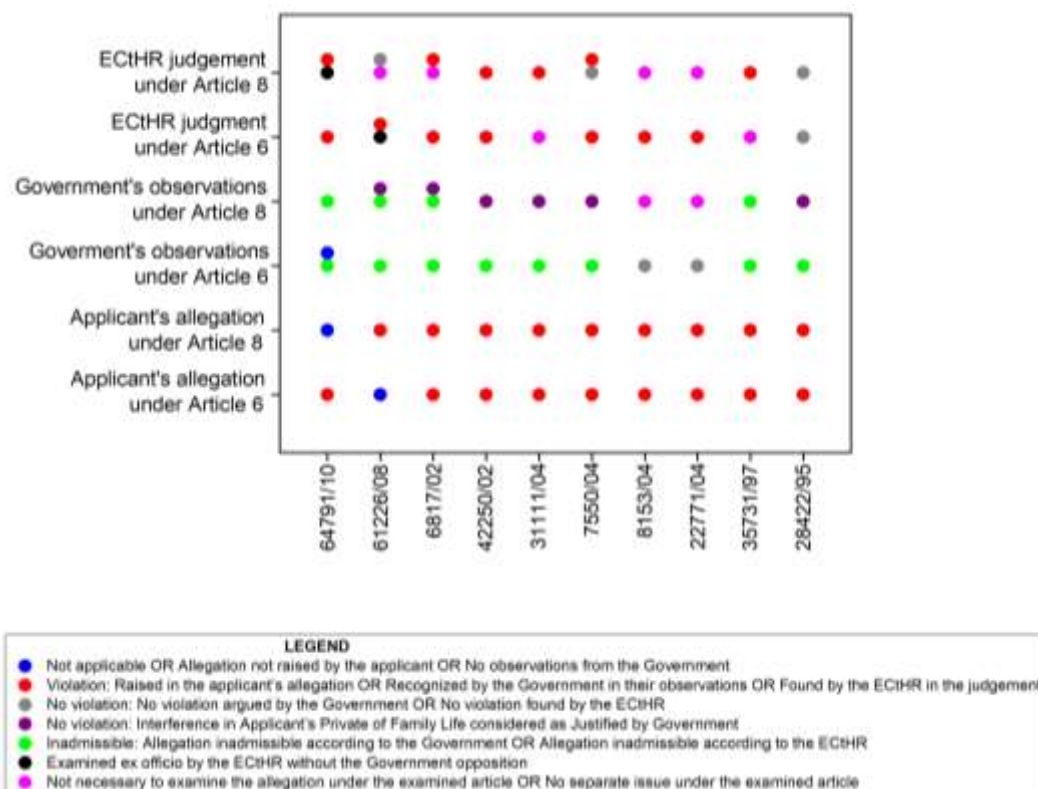 ECtHR judgement
under Article 8
ECtHR judgment
under Article 6
Government's observations
under Article 8
Goverment's observations
under Article 6
Applicant's allegation
under Article 8
Applicant's allegation
under Article 6
64791/10
61226/08
6817/02
42250/02
31111/04
7550/04
8153/04
22771/04
35731/97
28422/95
LEGEND
Not applicable OR Allegation not raised by the applicant OR No observations from the Government
Violation: Raised in the applicant's allegation OR Recognized by the Government in their observations OR Found by the ECtHR in the judgement
No violation: No violation argued by the Government OR No violation found by the ECtHR
No violation: Interference in Applicant's Private of Family Life considered as Justified by Government
Inadmissible: Allegation inadmissible according to the Government OR Allegation inadmissible according to the ECtHR
Examined ex officio by the ECtHR without the Government opposition
Not necessary to examine the allegation under the examined article OR No separate issue under the examined article